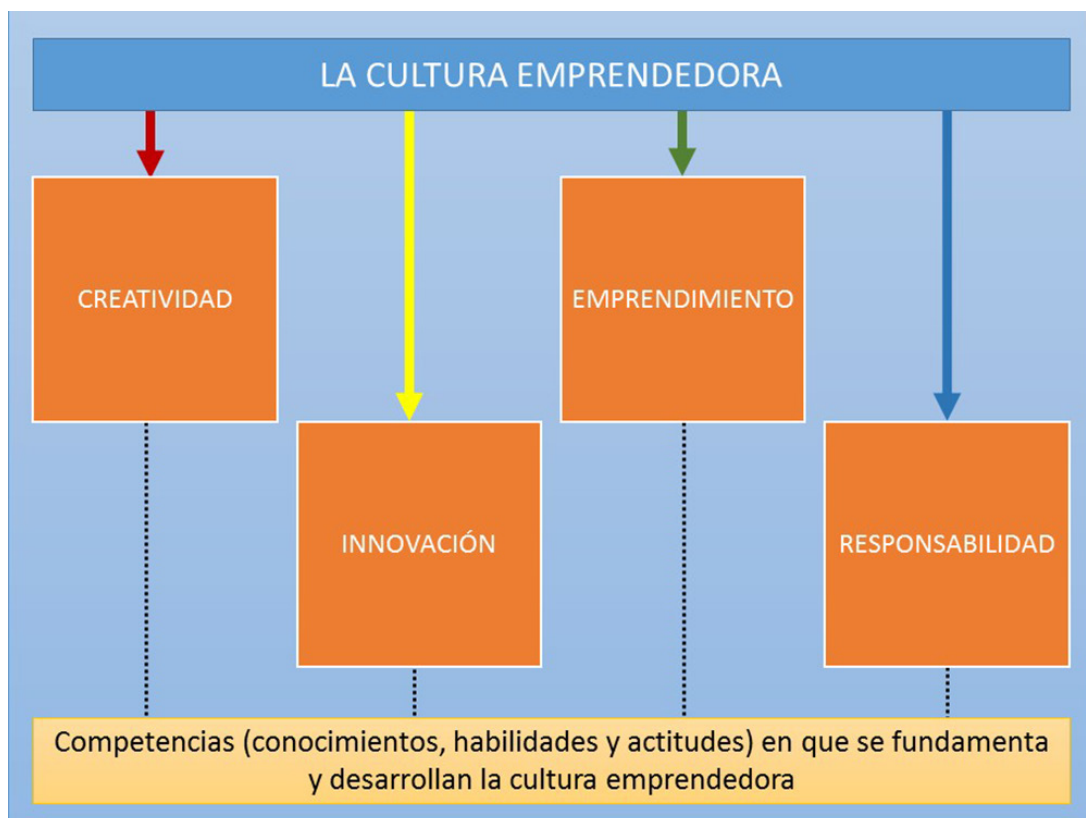 LA CULTURA EMPRENDEDORA
CREATIVIDAD
EMPRENDIMIENTO
INNOVACIÓN
RESPONSABILIDAD
Competencias (conocimientos, habilidades y actitudes) en que se fundamenta
y desarrollan la cultura emprendedora